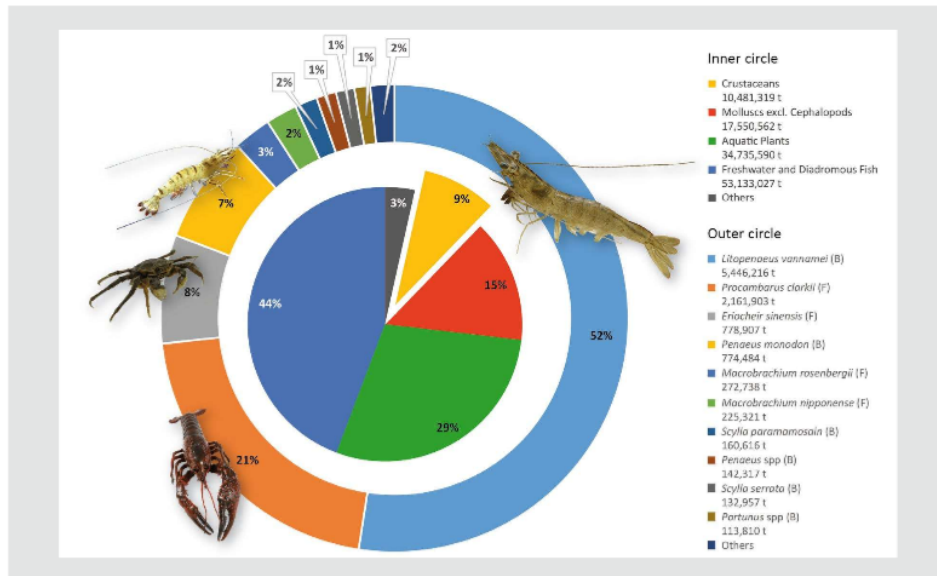 1%
1%
1%
2%
2%
2%
3%
7%
8%
21%
52%
3%
9%
15%
29%
44%
Inner circle
Crustaceans
10,481,319 t
Molluscs excl. Cephalopods
17,550,562 t
Aquatic Plants
34,735,590 t
Freshwater and Diadromous Fish
53,133,027 t
Others
Outer circle
Litopenaeus vannamei (B)
5,446,216 t
Procambarus clarkii (F)
2,161,903 t
Eriocheir sinensis (F)
778,907 t
Penaeus monodon (B)
774,484 t
Macrobrachium rosenbergii (F)
272,738 t
Macrobrachium nipponense (F)
225,321 t
Scylla paramamosain (B)
160,616 t
Penaeus spp (B)
142,317 t
Scylla serrata (B)
132,957 t
Portunus spp (B)
113,810 t
Others